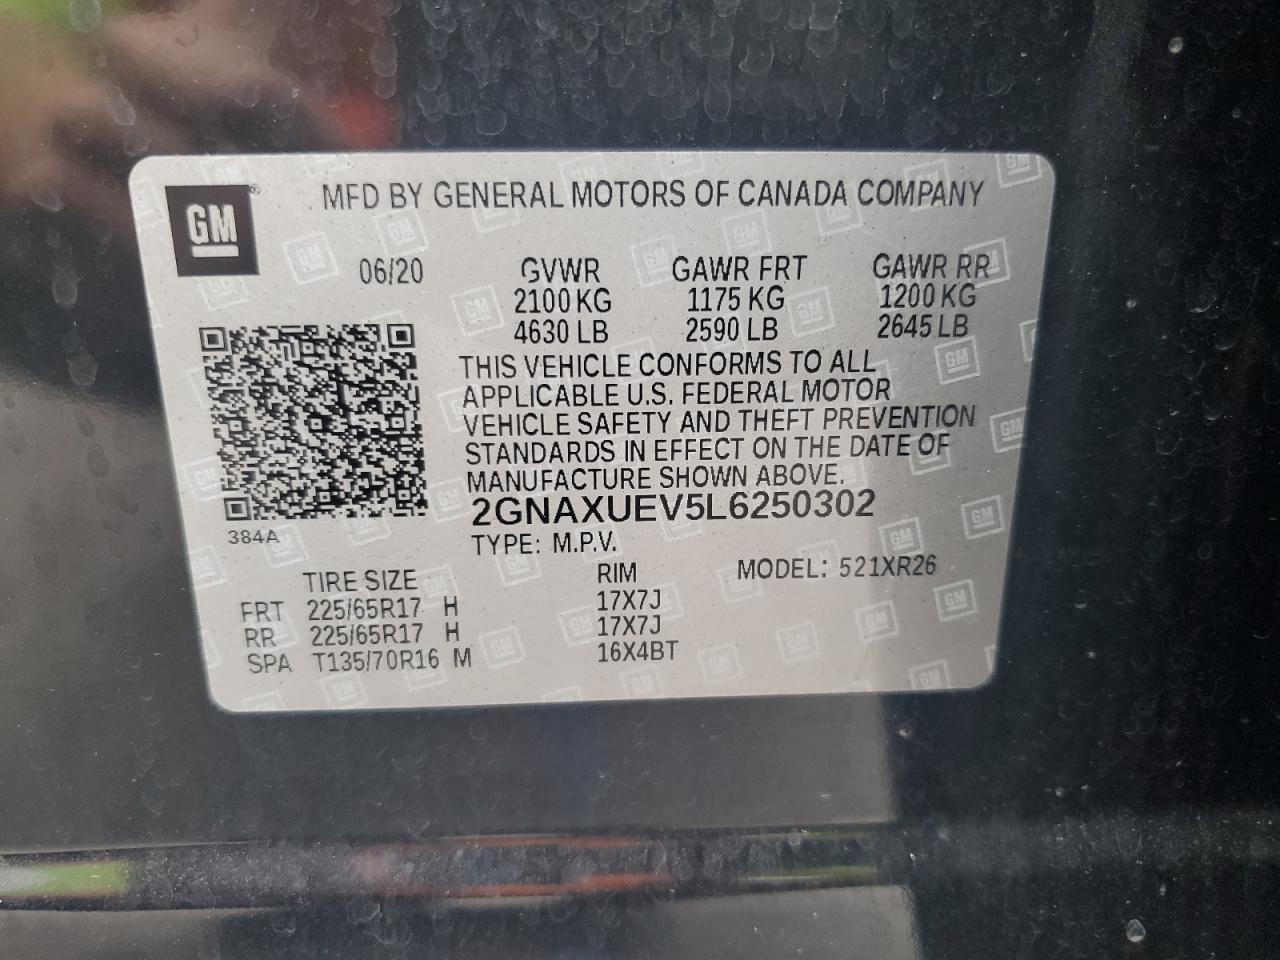 GM
MFD BY GENERAL MOTORS OF CANADA COMPANY
06/20
GVWR GAWR FRT GAWR RR
2100 KG 1175 KG 1200 KG
4630 LB 2590 LB 2645 LB
THIS VEHICLE CONFORMS TO ALL
APPLICABLE U.S. FEDERAL MOTOR
VEHICLE SAFETY AND THEFT PREVENTION
STANDARDS IN EFFECT ON THE DATE OF
MANUFACTURE SHOWN ABOVE.
2GNAXUEV5L6250302
384A
TYPE: M.P.V.
TIRE SIZE RIM MODEL: 521XR26
FRT 225/65R17 H 17X7J
RR 225/65R17 H 17X7J
SPA T135/70R16 M 16X4BT